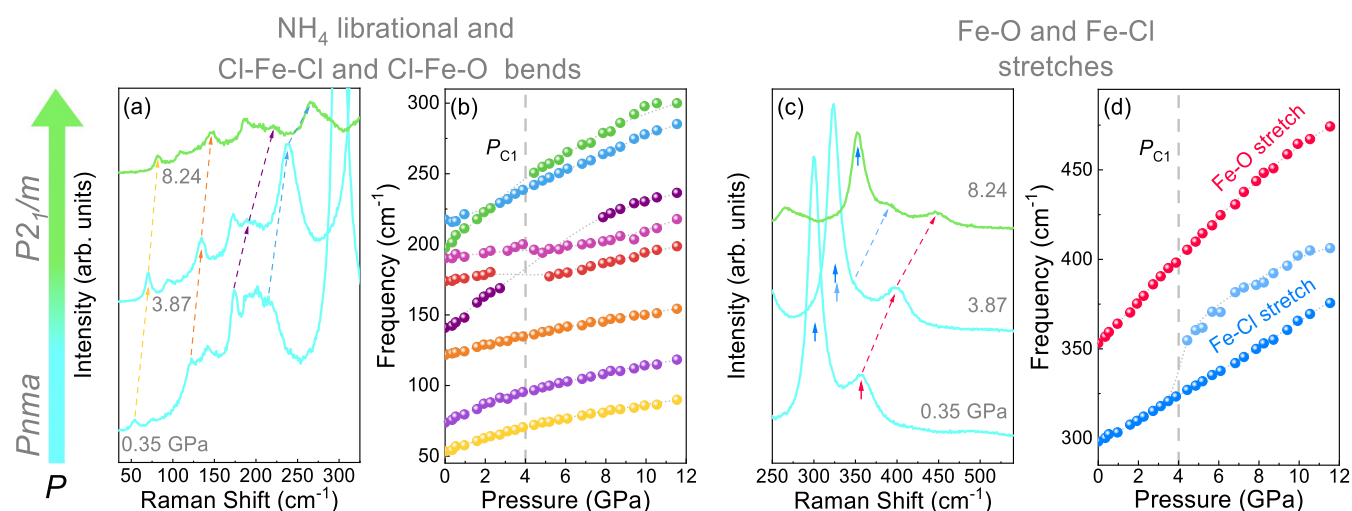 NH4 librational and
Cl-Fe-Cl and Cl-Fe-O bends
Fe-O and Fe-Cl
stretches
P21/m
Pnma
P
(a)
Intensity (arb. units)
8.24
3.87
0.35 GPa
50 100 150 200 250 300
Raman Shift (cm-1)
(b)
PC1
Frequency (cm-1)
300
250
200
150
100
50
0 2 4 6 8 10 12
Pressure (GPa)
(c)
Intensity (arb. units)
8.24
3.87
0.35 GPa
250 300 350 400 450 500
Raman Shift (cm-1)
(d)
PC1
Fe-O stretch
Fe-Cl stretch
Frequency (cm-1)
450
400
350
300
0 2 4 6 8 10 12
Pressure (GPa)